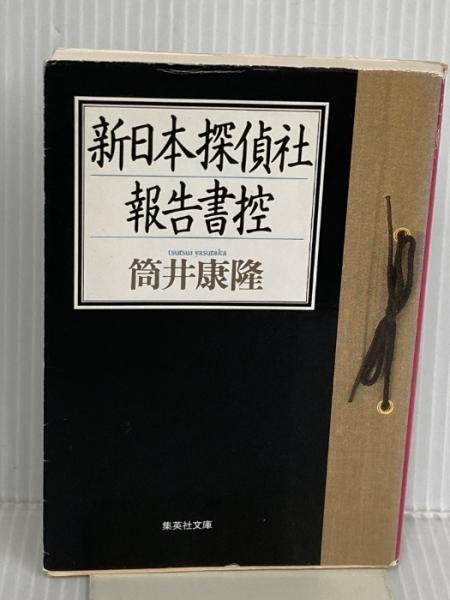 新日本探偵社
報告書控
tsutsui yasutaka
筒井康隆
集英社文庫